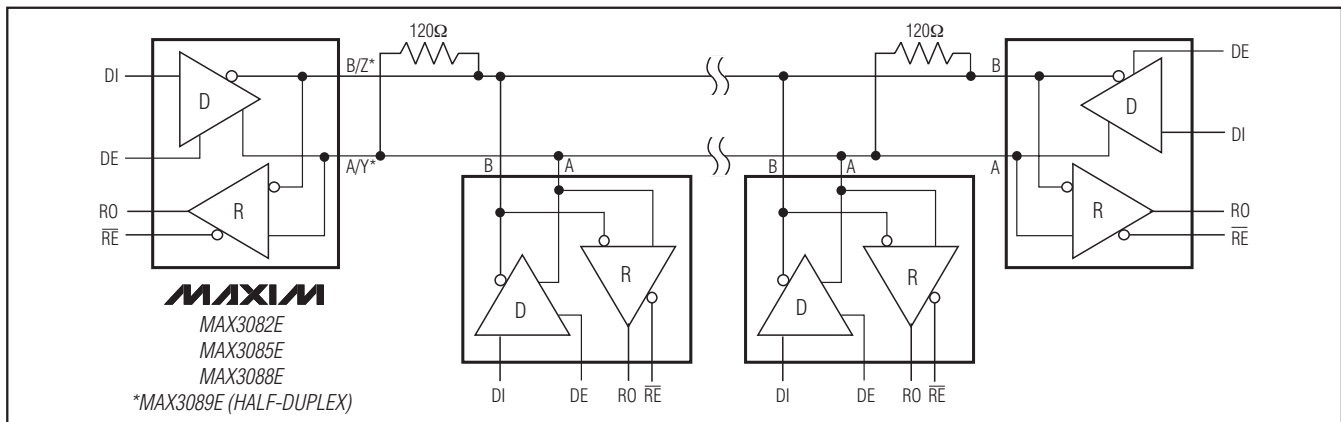 120Ω 120Ω
DI B/Z* B DE
D D
DE A/Y* B A B A A DI
RO R R RO
RE RE
MAXIM
MAX3082E
MAX3085E
MAX3088E
*MAX3089E (HALF-DUPLEX)
R R
D D
DI DE RO RE DI DE RO RE